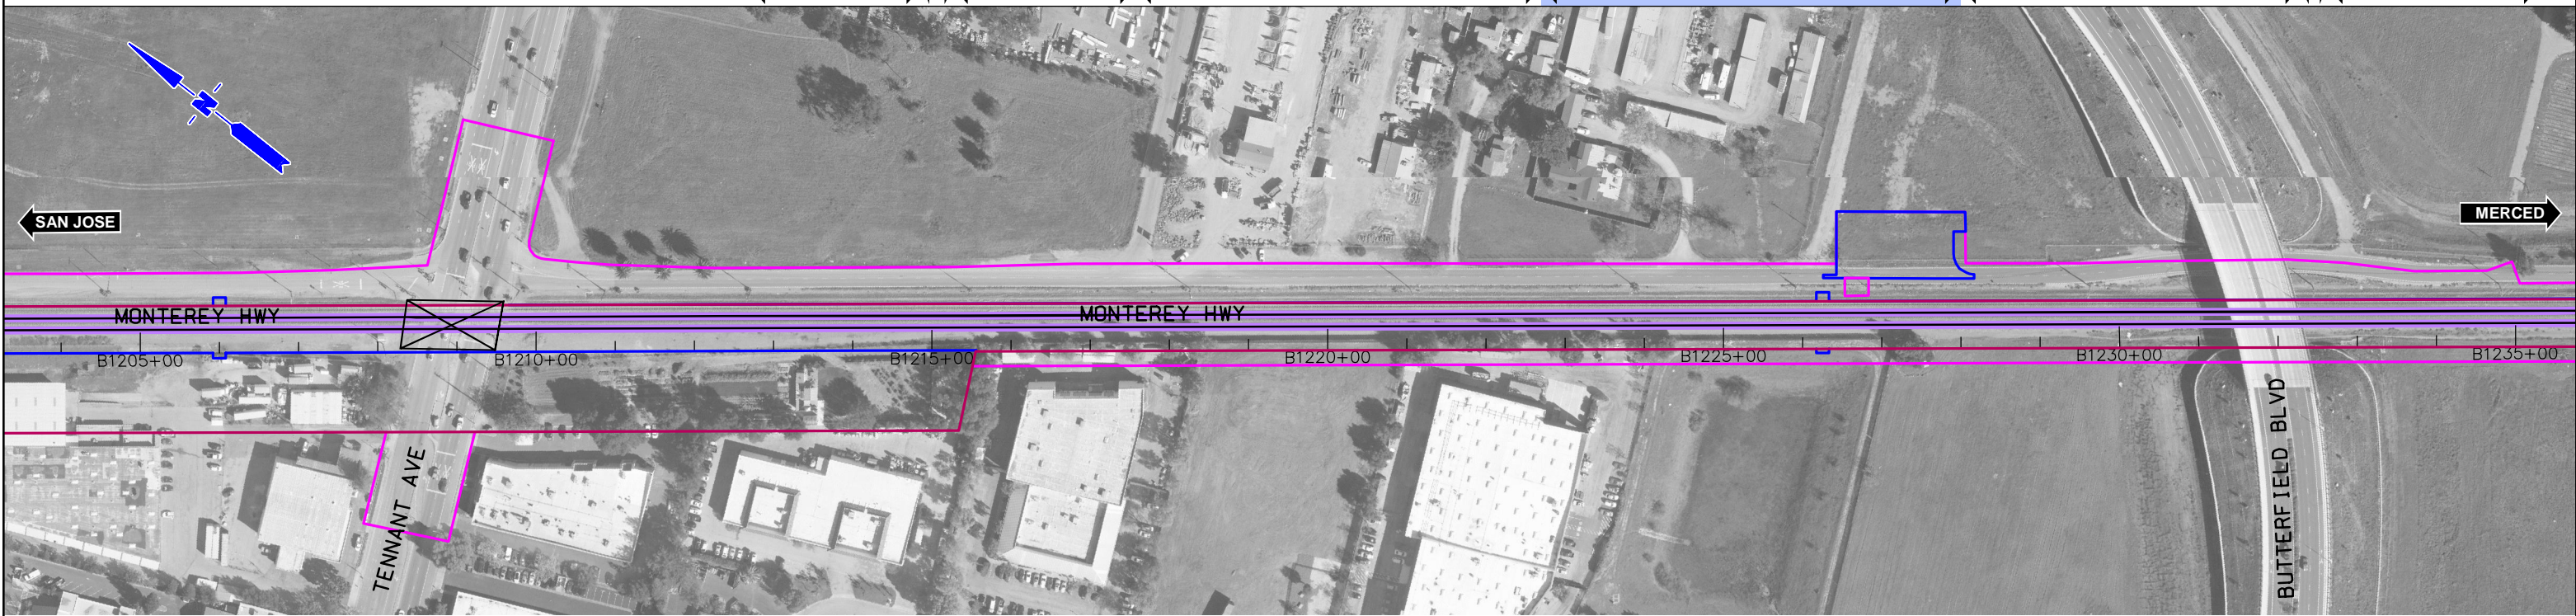 N
SAN JOSE
MERCED
MONTEREY HWY
MONTEREY HWY
B1205+00
B1210+00
B1215+00
B1220+00
B1225+00
B1230+00
B1235+00
TENNANT AVE
BUTTERFIELD BLVD